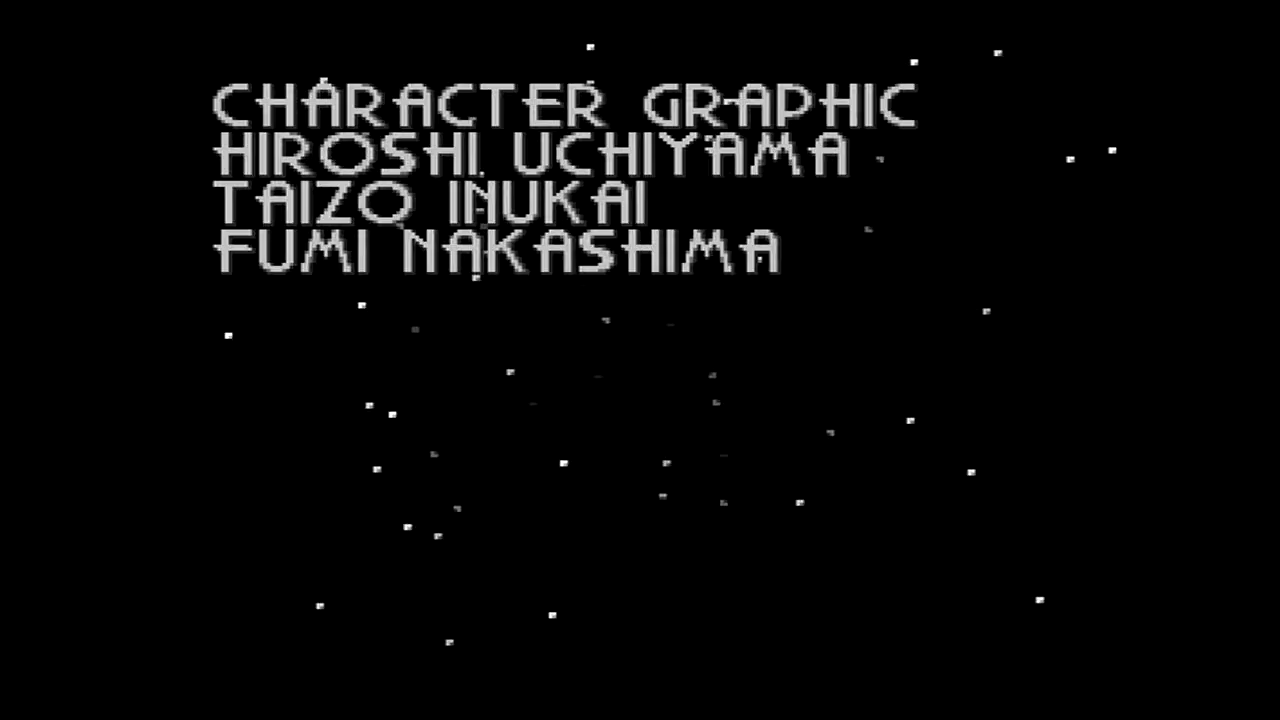 CHARACTER GRAPHIC
HIROSHI UCHIYAMA
TAIZO INUKAI
FUMI NAKASHIMA